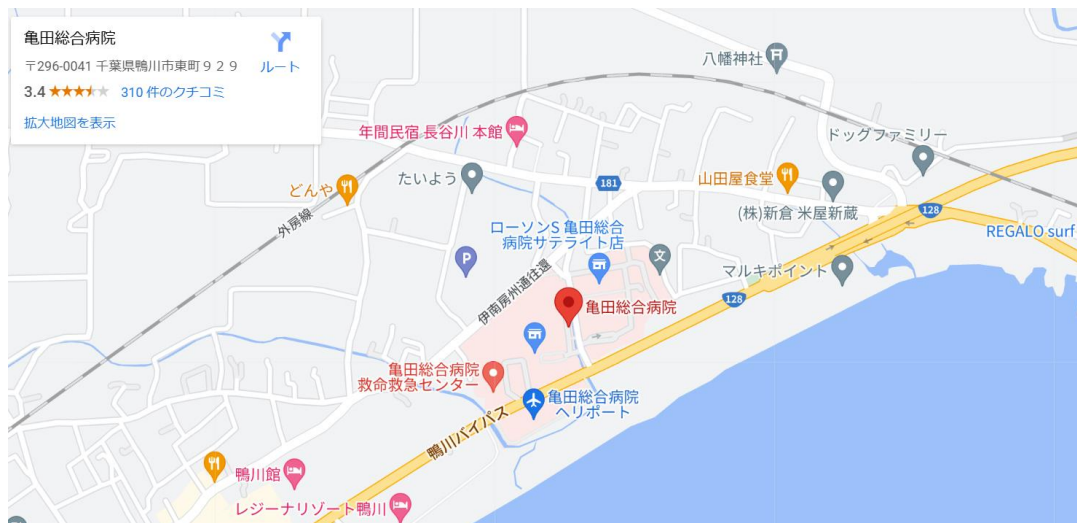 亀田総合病院
〒296-0041 千葉県鴨川市東町９２９
ルート
3.4
310 件のクチコミ
拡大地図を表示
八幡神社
年間民宿 長谷川 本館
ドッグファミリー
どんや
たいよう
181
山田屋食堂
(株)新倉 米屋新蔵
128
外房線
ローソンS 亀田総合
病院サテライト店
文
REGALO surf
P
マルキポイント
伊南房州通往還
128
亀田総合病院
亀田総合病院
救命救急センター
亀田総合病院
ヘリポート
鴨川バイパス
鴨川館
レジーナリゾート鴨川